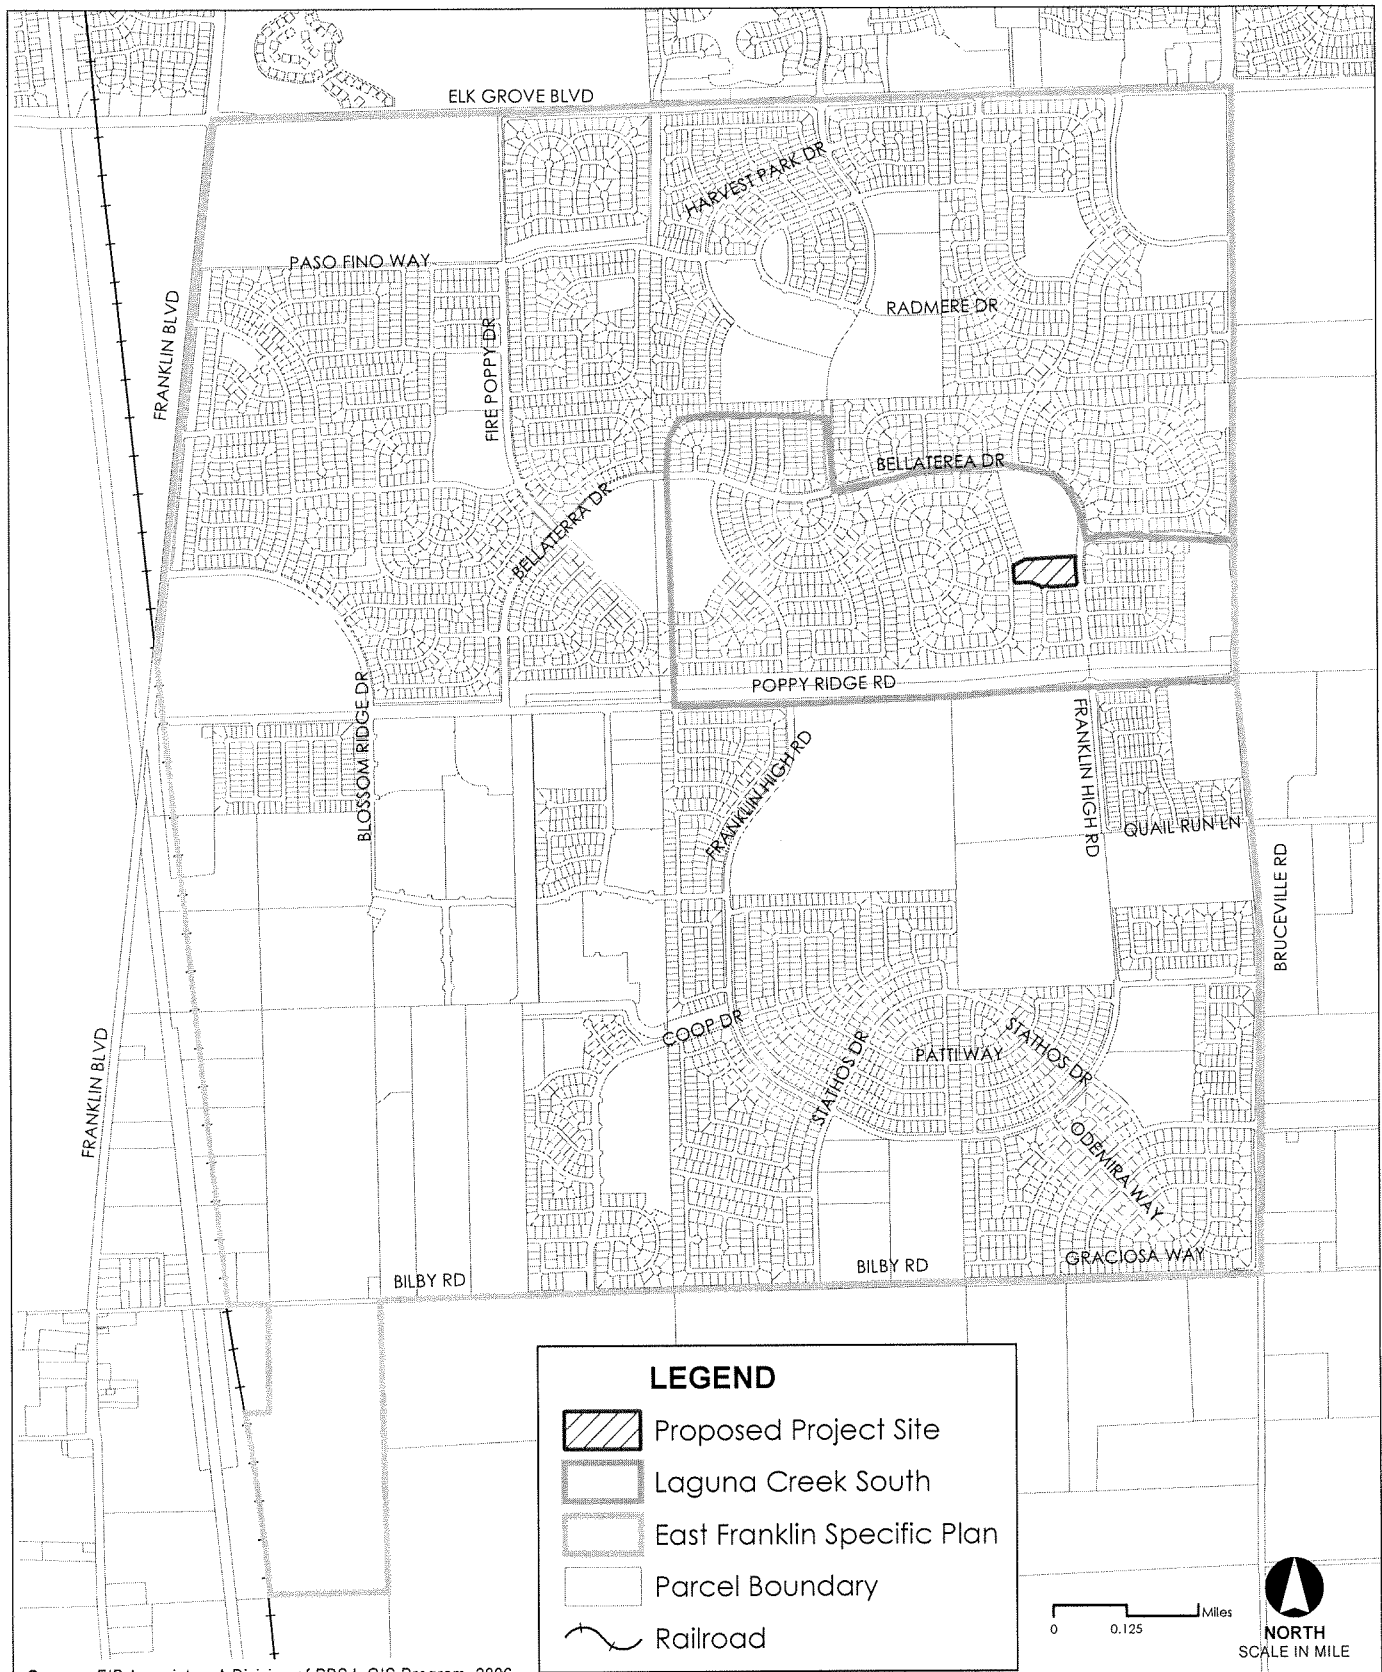 ELK GROVE BLVD
HARVEST PARK DR
PASO FINO WAY
FRANKLIN BLVD
FIRE POPPY DR
RADMERE DR
BELLATEREA DR
BELLATERRA DR
POPPY RIDGE RD
BLOSSOM RIDGE DR
FRANKLIN HIGH RD
FRANKLIN HIGH RD
QUAIL RUN LN
BRUCEVILLE RD
FRANKLIN BLVD
COOP DR
STATHOS DR
PATTI WAY
STATHOS DR
ODEMIRA WAY
GRACIOSA WAY
BILBY RD
BILBY RD
LEGEND
Proposed Project Site
Laguna Creek South
East Franklin Specific Plan
Parcel Boundary
Railroad
Miles
0 0.125
NORTH
SCALE IN MILE